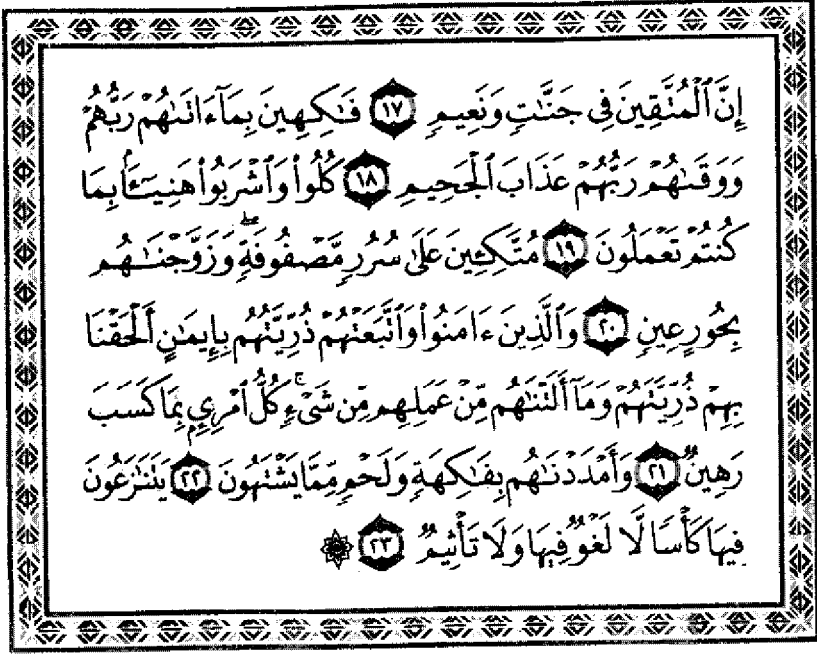 إِنَّ ٱلْمُتَّقِينَ فِى جَنَّٰتٍ وَنَعِيمٍ ١٧ فَٰكِهِينَ بِمَآ ءَاتَىٰهُمْ رَبُّهُمْ
وَوَقَىٰهُمْ رَبُّهُمْ عَذَابَ ٱلْجَحِيمِ ١٨ كُلُوا۟ وَٱشْرَبُوا۟ هَنِيٓـًٔۢا بِمَا
كُنتُمْ تَعْمَلُونَ ١٩ مُتَّكِـِٔينَ عَلَىٰ سُرُرٍ مَّصْفُوفَةٍ ۖ وَزَوَّجْنَٰهُم
بِحُورٍ عِينٍ ٢٠ وَٱلَّذِينَ ءَامَنُوا۟ وَٱتَّبَعَتْهُمْ ذُرِّيَّتُهُم بِإِيمَٰنٍ أَلْحَقْنَا
بِهِمْ ذُرِّيَّتَهُمْ وَمَآ أَلَتْنَٰهُم مِّنْ عَمَلِهِم مِّن شَىْءٍ ۚ كُلُّ ٱمْرِئٍۭ بِمَا كَسَبَ
رَهِينٌ ٢١ وَأَمْدَدْنَٰهُم بِفَٰكِهَةٍ وَلَحْمٍ مِّمَّا يَشْتَهُونَ ٢٢ يَتَنَٰزَعُونَ
فِيهَا كَأْسًا لَّا لَغْوٌ فِيهَا وَلَا تَأْثِيمٌ ٢٣